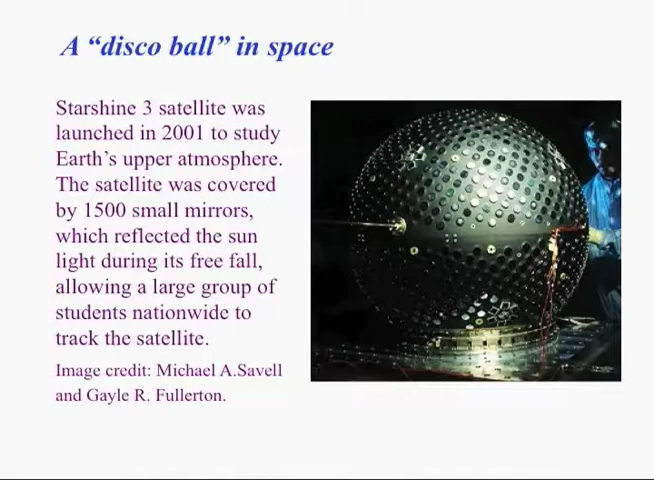 A “disco ball” in space
Starshine 3 satellite was
launched in 2001 to study
Earth’s upper atmosphere.
The satellite was covered
by 1500 small mirrors,
which reflected the sun
light during its free fall,
allowing a large group of
students nationwide to
track the satellite.
Image credit: Michael A.Savell
and Gayle R. Fullerton.